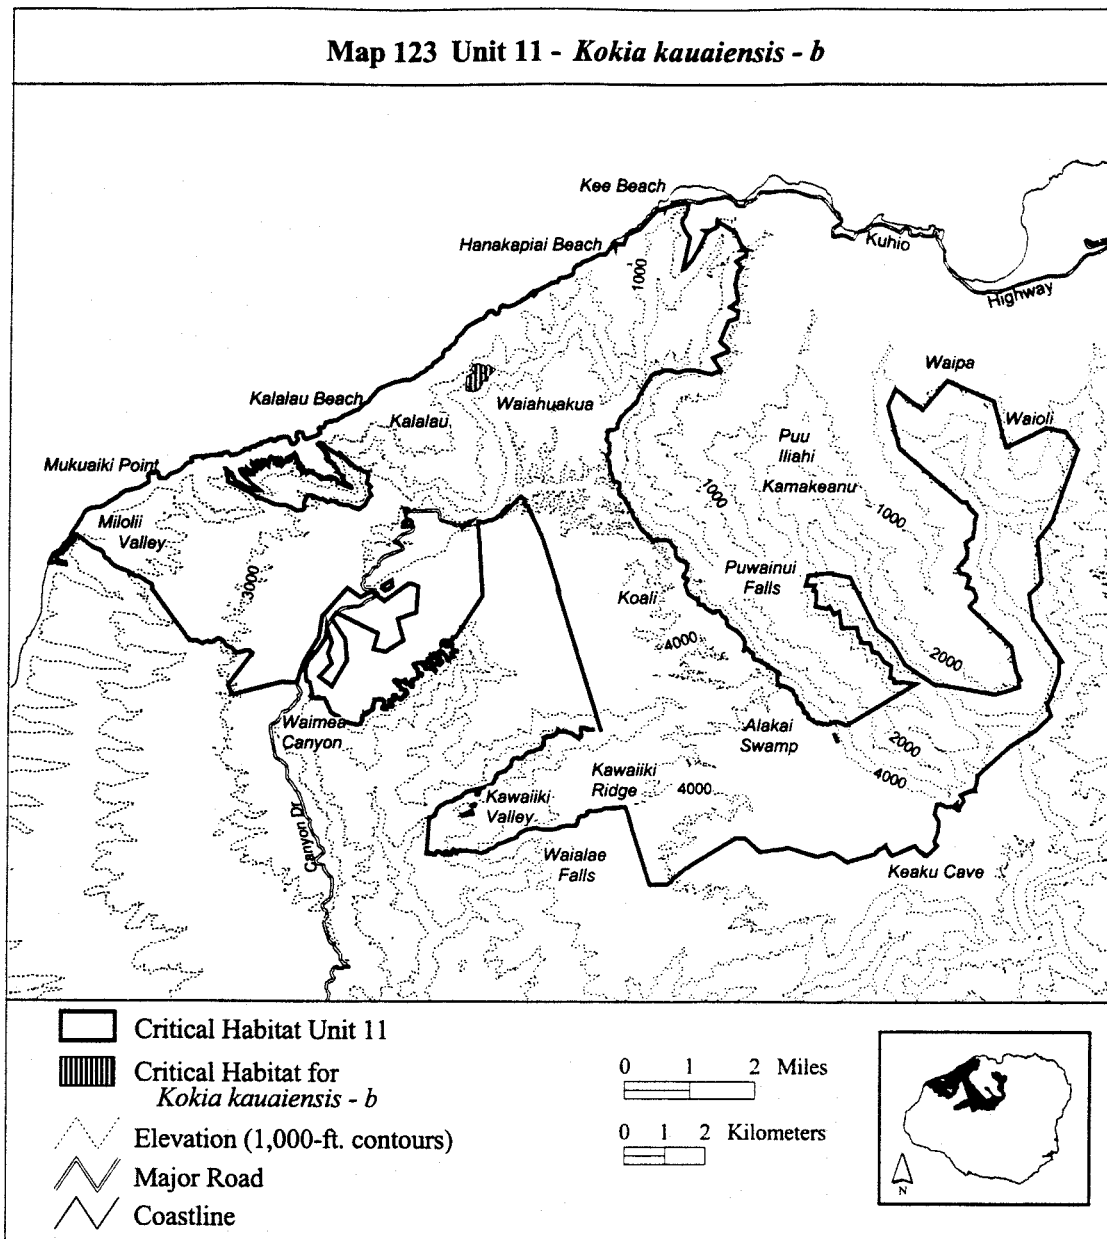 Map 123 Unit 11 - Kokia kauaiensis - b
Kee Beach
Hanakapiai Beach
Kuhio
Highway
1000
Waipa
Kalalau Beach
Waiahuakua
Kalalau
Waioli
Puu
Iliahi
Mukuaiki Point
Kamakeanu
1000
1000
Milolii
Valley
3000
Puwainui
Falls
Koali
4000
2000
Waimea
Canyon
Alakai
Swamp
2000
4000
Kawaiiki
Ridge
4000
Kawaiiki
Valley
Canyon Dr
Waialae
Falls
Keaku Cave
Critical Habitat Unit 11
Critical Habitat for
Kokia kauaiensis - b
Elevation (1,000-ft. contours)
Major Road
Coastline
0 1 2 Miles
0 1 2 Kilometers
N